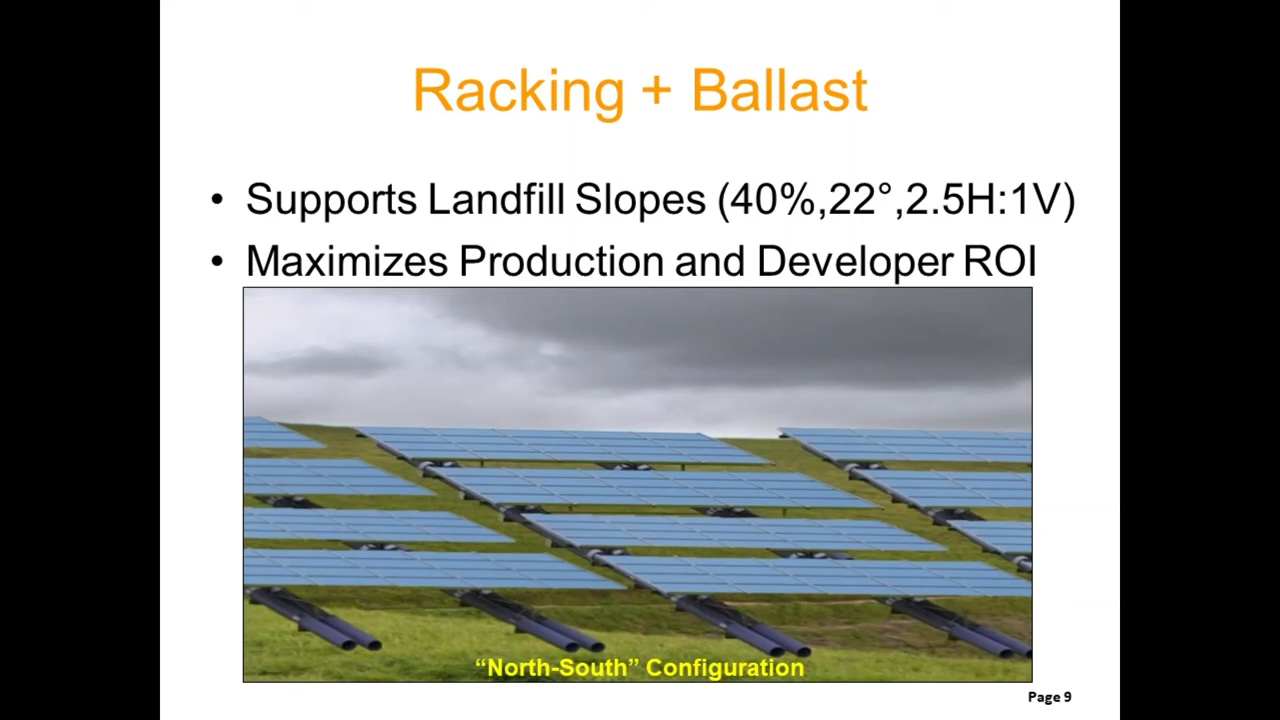 Racking + Ballast
• Supports Landfill Slopes (40%,22°,2.5H:1V)
• Maximizes Production and Developer ROI
“North-South” Configuration
Page 9